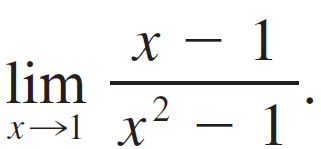 lim x→1 (x − 1) / (x² − 1).